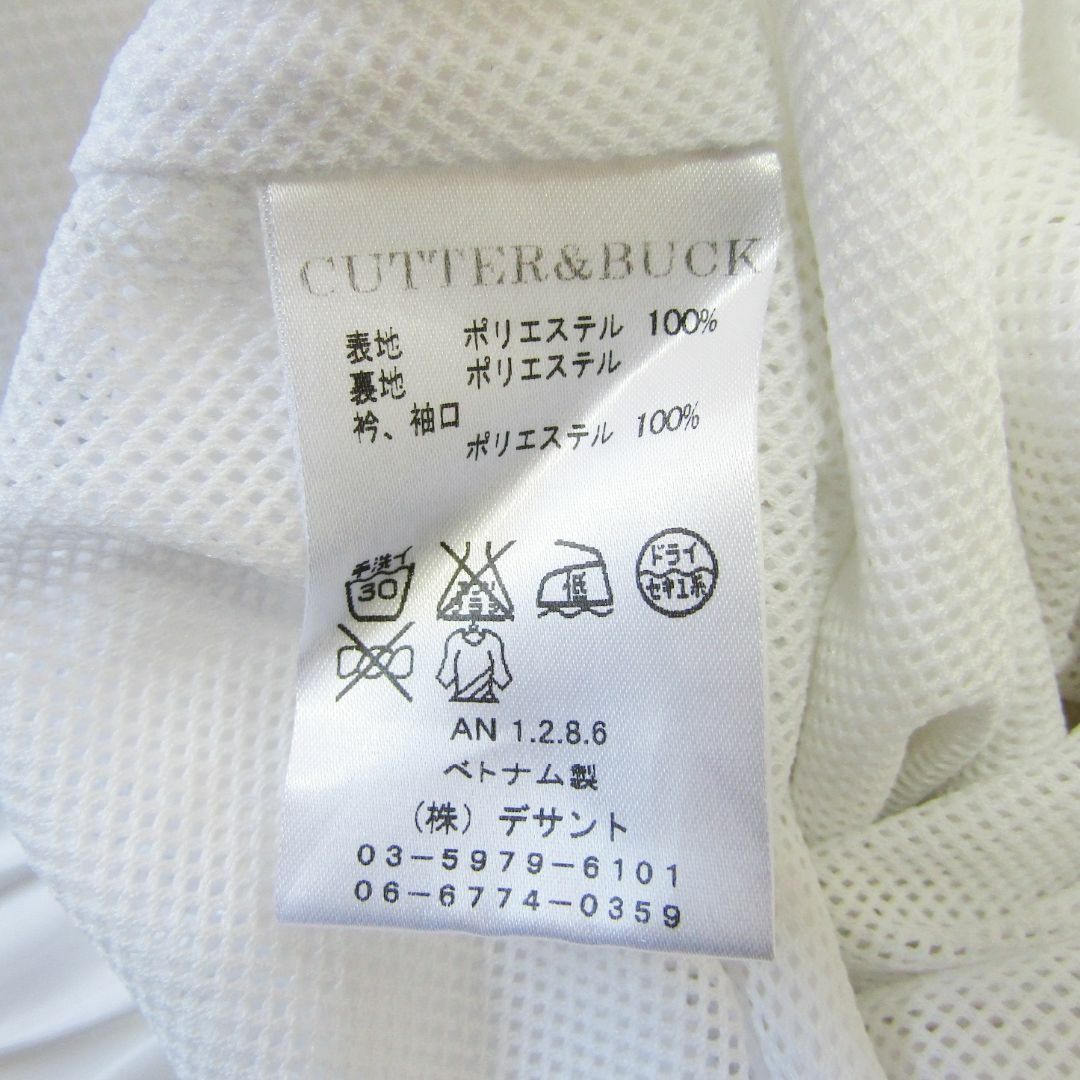 CUTTER&BUCK
表地 ポリエステル 100%
裏地 ポリエステル
衿、袖口
ポリエステル 100%
手洗イ
30
低
ドライ
セキユ系
AN 1.2.8.6
ベトナム製
(株) デサント
03-5979-6101
06-6774-0359